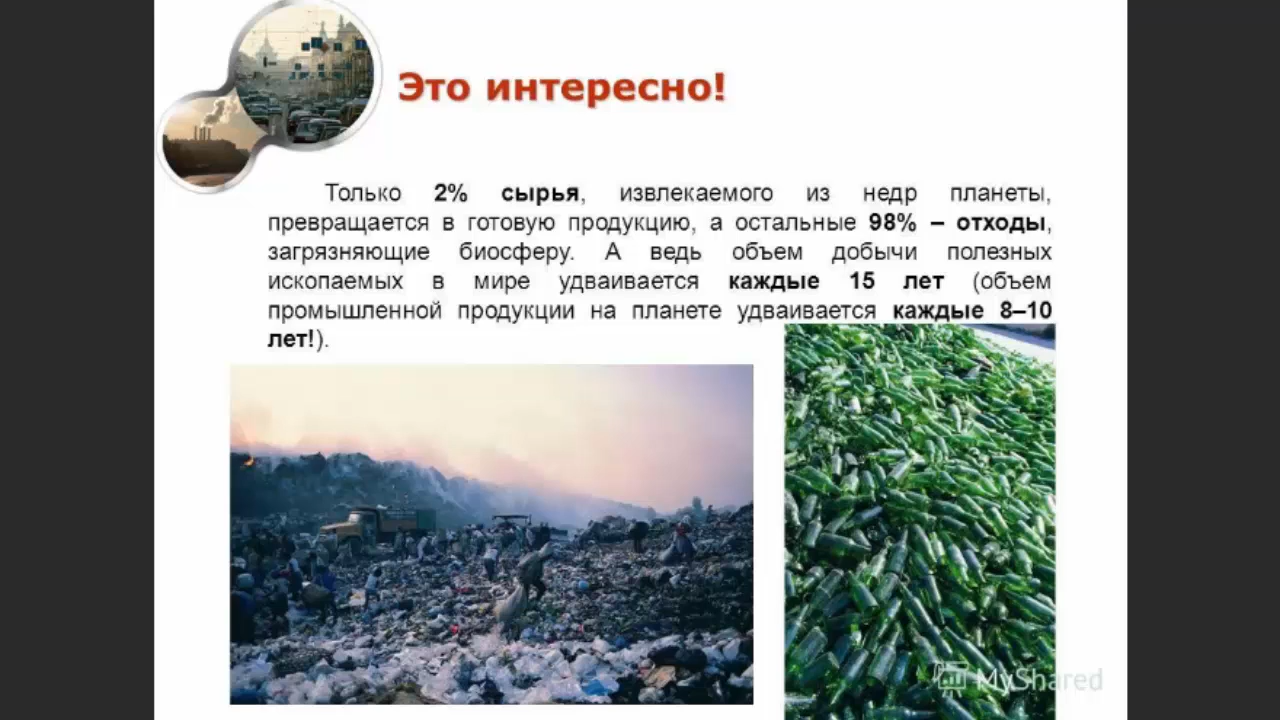 Это интересно!
Только 2% сырья, извлекаемого из недр планеты,
превращается в готовую продукцию, а остальные 98% – отходы,
загрязняющие биосферу. А ведь объем добычи полезных
ископаемых в мире удваивается каждые 15 лет (объем
промышленной продукции на планете удваивается каждые 8–10
лет!).
MyShared